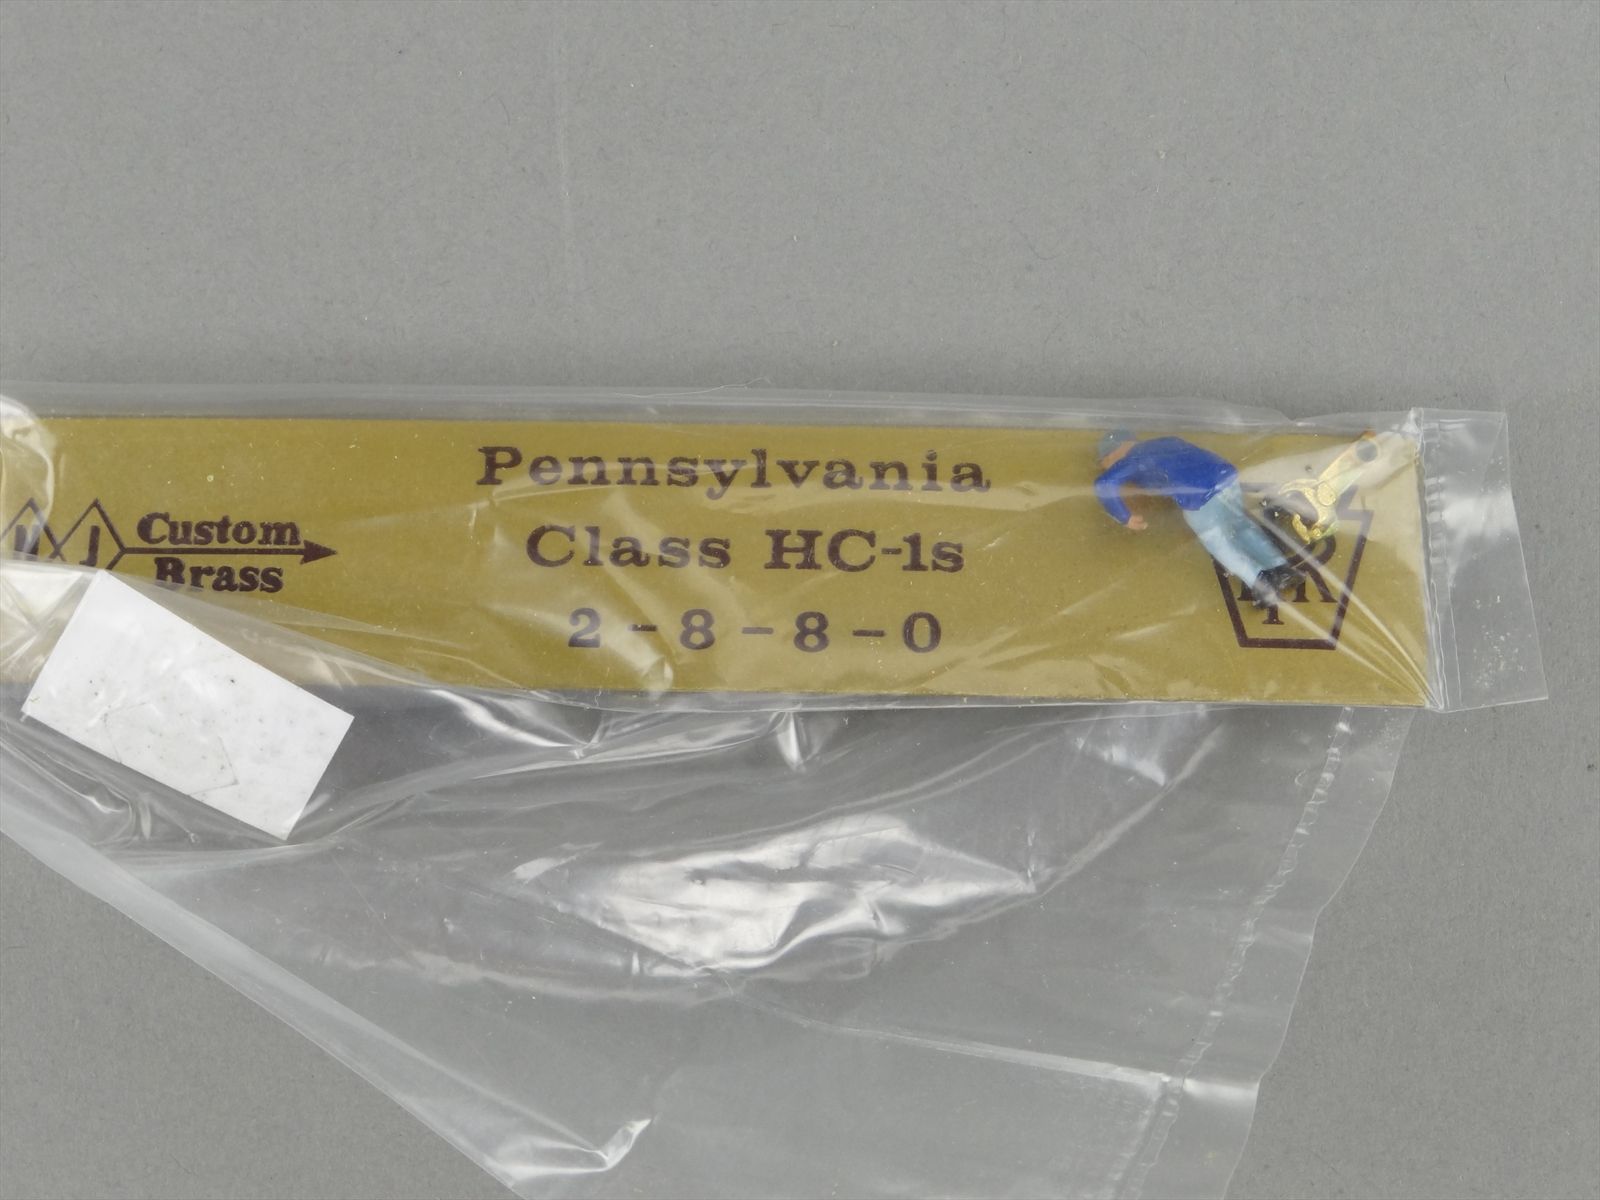 Custom
Brass
Pennsylvania
Class HC-1s
2-8-8-0